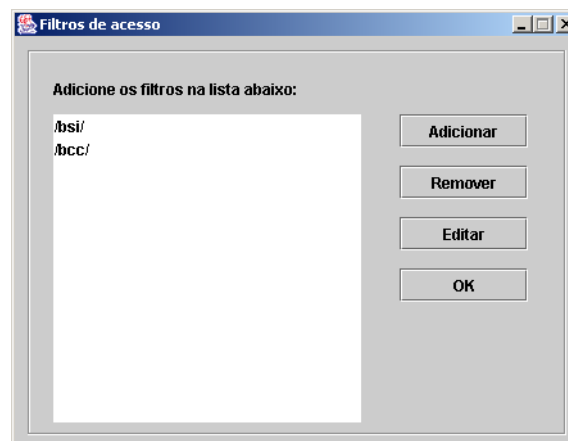 Filtros de acesso
Adicione os filtros na lista abaixo:
/bsi/
/bcc/
Adicionar
Remover
Editar
OK